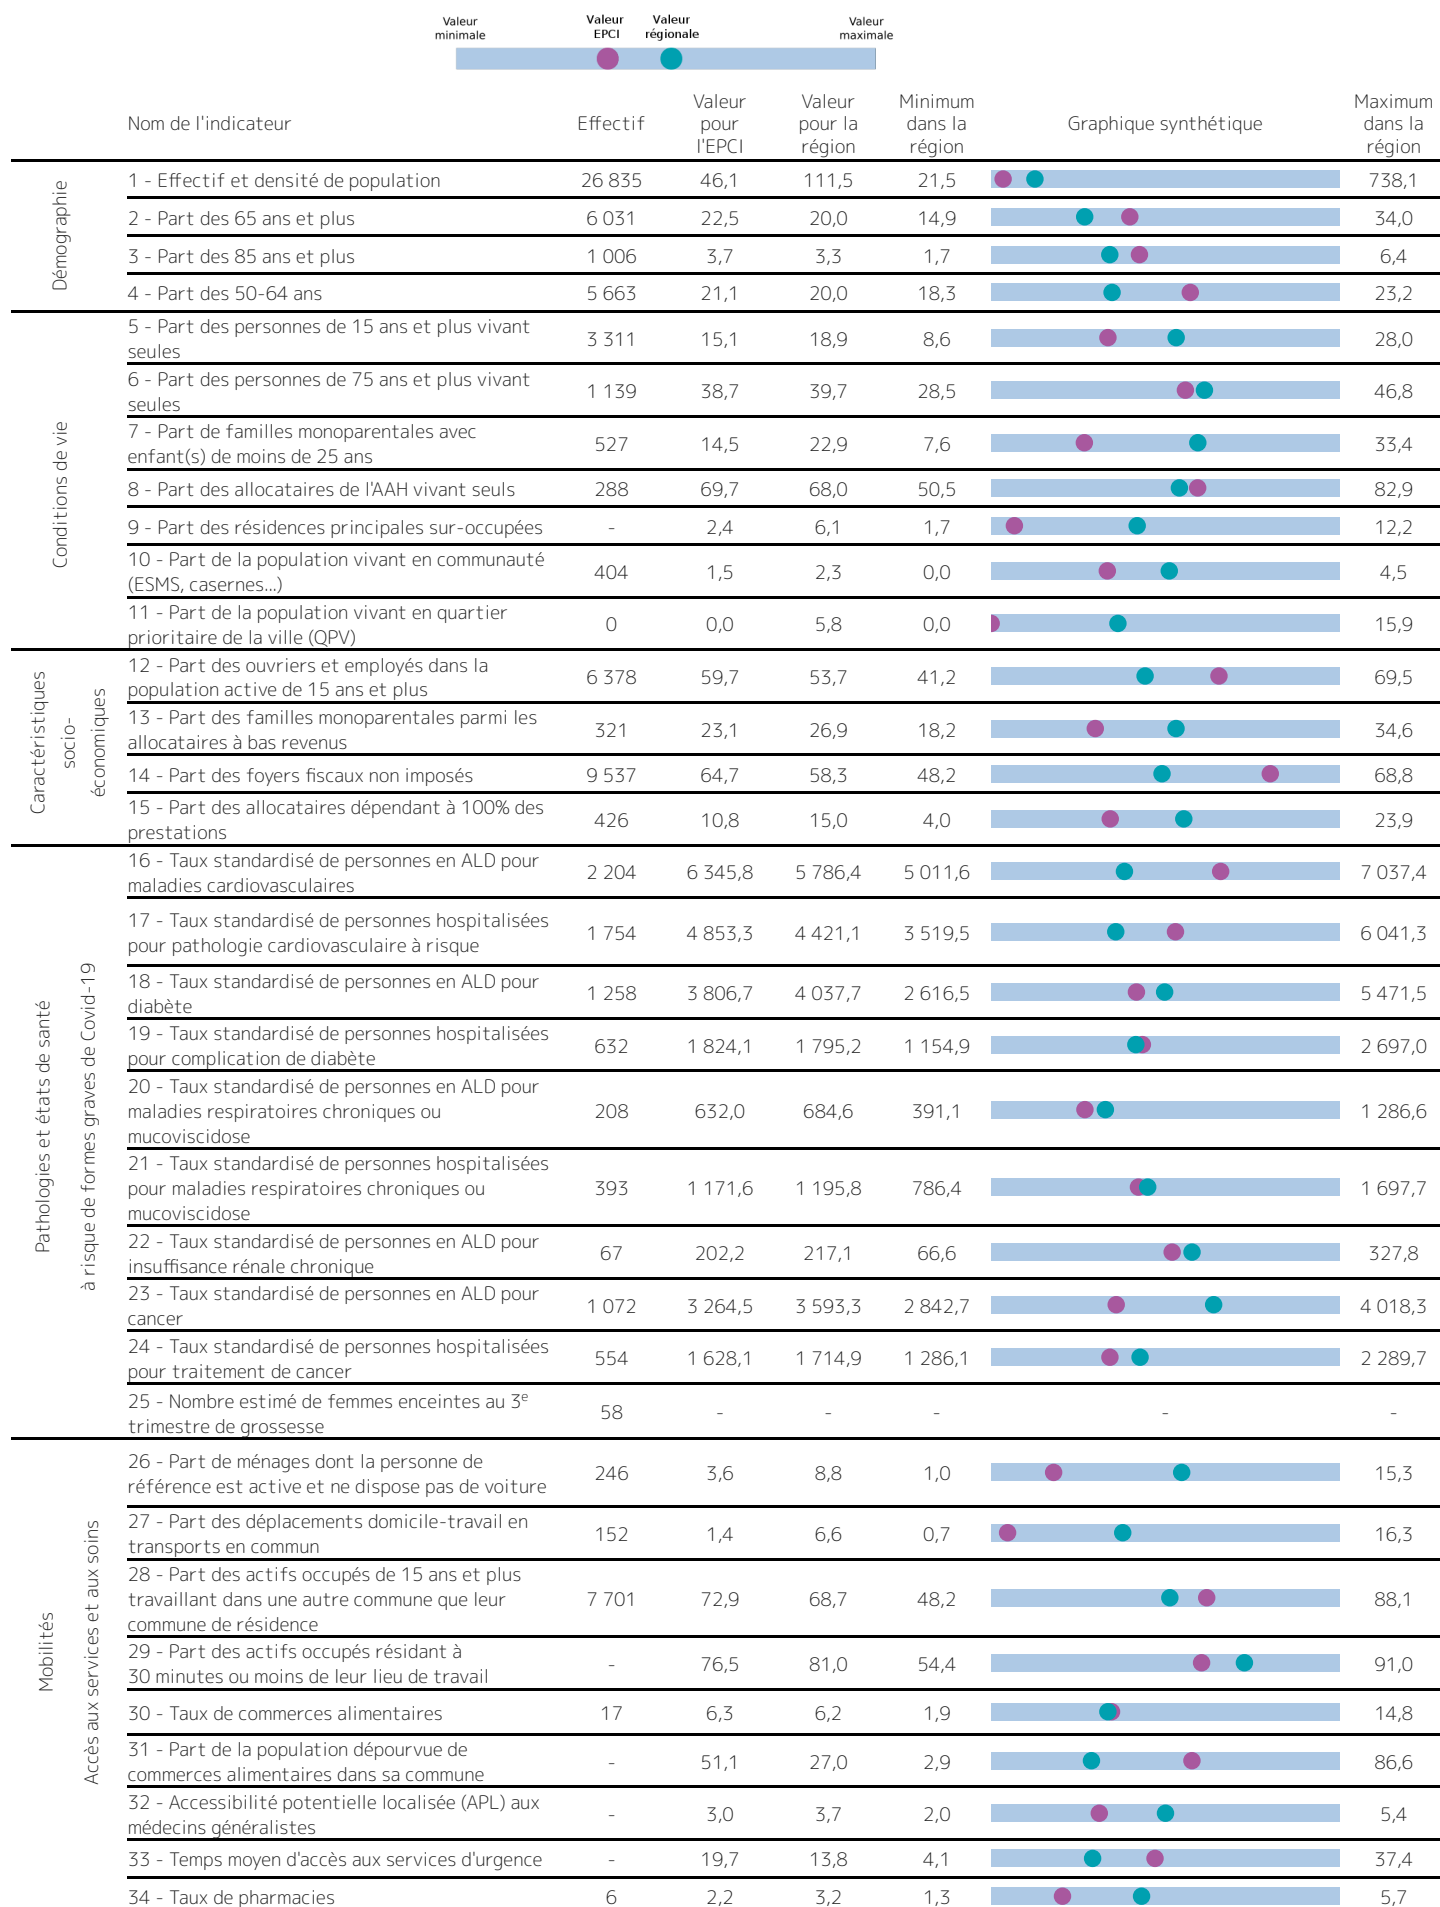 Valeur minimale
Valeur EPCI
Valeur régionale
Valeur maximale
Nom de l'indicateur
Effectif
Valeur pour l'EPCI
Valeur pour la région
Minimum dans la région
Graphique synthétique
Maximum dans la région
Démographie
1 - Effectif et densité de population 26 835 46,1 111,5 21,5 738,1
2 - Part des 65 ans et plus 6 031 22,5 20,0 14,9 34,0
3 - Part des 85 ans et plus 1 006 3,7 3,3 1,7 6,4
4 - Part des 50-64 ans 5 663 21,1 20,0 18,3 23,2
Conditions de vie
5 - Part des personnes de 15 ans et plus vivant
seules 3 311 15,1 18,9 8,6 28,0
6 - Part des personnes de 75 ans et plus vivant
seules 1 139 38,7 39,7 28,5 46,8
7 - Part de familles monoparentales avec
enfant(s) de moins de 25 ans 527 14,5 22,9 7,6 33,4
8 - Part des allocataires de l'AAH vivant seuls 288 69,7 68,0 50,5 82,9
9 - Part des résidences principales sur-occupées - 2,4 6,1 1,7 12,2
10 - Part de la population vivant en communauté
(ESMS, casernes...) 404 1,5 2,3 0,0 4,5
11 - Part de la population vivant en quartier
prioritaire de la ville (QPV) 0 0,0 5,8 0,0 15,9
Caractéristiques
socio-
économiques
12 - Part des ouvriers et employés dans la
population active de 15 ans et plus 6 378 59,7 53,7 41,2 69,5
13 - Part des familles monoparentales parmi les
allocataires à bas revenus 321 23,1 26,9 18,2 34,6
14 - Part des foyers fiscaux non imposés 9 537 64,7 58,3 48,2 68,8
15 - Part des allocataires dépendant à 100% des
prestations 426 10,8 15,0 4,0 23,9
Pathologies et états de santé
à risque de formes graves de Covid-19
16 - Taux standardisé de personnes en ALD pour
maladies cardiovasculaires 2 204 6 345,8 5 786,4 5 011,6 7 037,4
17 - Taux standardisé de personnes hospitalisées
pour pathologie cardiovasculaire à risque 1 754 4 853,3 4 421,1 3 519,5 6 041,3
18 - Taux standardisé de personnes en ALD pour
diabète 1 258 3 806,7 4 037,7 2 616,5 5 471,5
19 - Taux standardisé de personnes hospitalisées
pour complication de diabète 632 1 824,1 1 795,2 1 154,9 2 697,0
20 - Taux standardisé de personnes en ALD pour
maladies respiratoires chroniques ou
mucoviscidose 208 632,0 684,6 391,1 1 286,6
21 - Taux standardisé de personnes hospitalisées
pour maladies respiratoires chroniques ou
mucoviscidose 393 1 171,6 1 195,8 786,4 1 697,7
22 - Taux standardisé de personnes en ALD pour
insuffisance rénale chronique 67 202,2 217,1 66,6 327,8
23 - Taux standardisé de personnes en ALD pour
cancer 1 072 3 264,5 3 593,3 2 842,7 4 018,3
24 - Taux standardisé de personnes hospitalisées
pour traitement de cancer 554 1 628,1 1 714,9 1 286,1 2 289,7
25 - Nombre estimé de femmes enceintes au 3e
trimestre de grossesse 58 - - - - -
Mobilités
Accès aux services et aux soins
26 - Part de ménages dont la personne de
référence est active et ne dispose pas de voiture 246 3,6 8,8 1,0 15,3
27 - Part des déplacements domicile-travail en
transports en commun 152 1,4 6,6 0,7 16,3
28 - Part des actifs occupés de 15 ans et plus
travaillant dans une autre commune que leur
commune de résidence 7 701 72,9 68,7 48,2 88,1
29 - Part des actifs occupés résidant à
30 minutes ou moins de leur lieu de travail - 76,5 81,0 54,4 91,0
30 - Taux de commerces alimentaires 17 6,3 6,2 1,9 14,8
31 - Part de la population dépourvue de
commerces alimentaires dans sa commune - 51,1 27,0 2,9 86,6
32 - Accessibilité potentielle localisée (APL) aux
médecins généralistes - 3,0 3,7 2,0 5,4
33 - Temps moyen d'accès aux services d'urgence - 19,7 13,8 4,1 37,4
34 - Taux de pharmacies 6 2,2 3,2 1,3 5,7